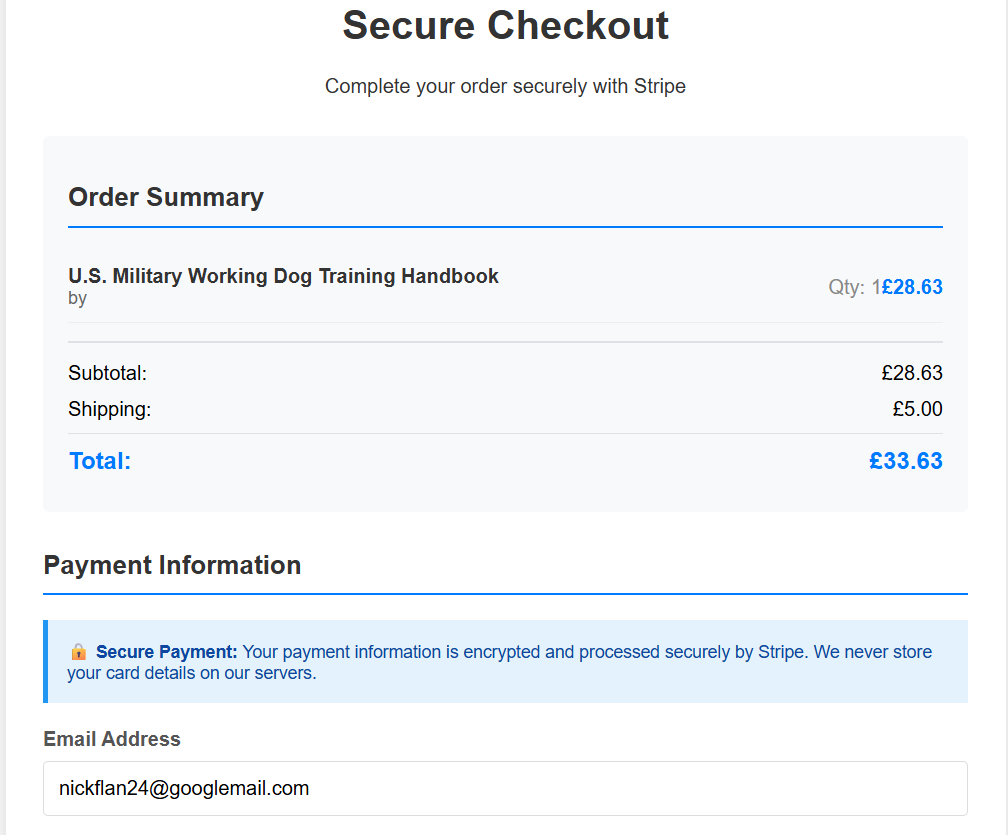 Secure Checkout
Complete your order securely with Stripe
Order Summary
U.S. Military Working Dog Training Handbook
by
Qty: 1£28.63
Subtotal: £28.63
Shipping: £5.00
Total: £33.63
Payment Information
🔒 Secure Payment: Your payment information is encrypted and processed securely by Stripe. We never store
your card details on our servers.
Email Address
nickflan24@googlemail.com